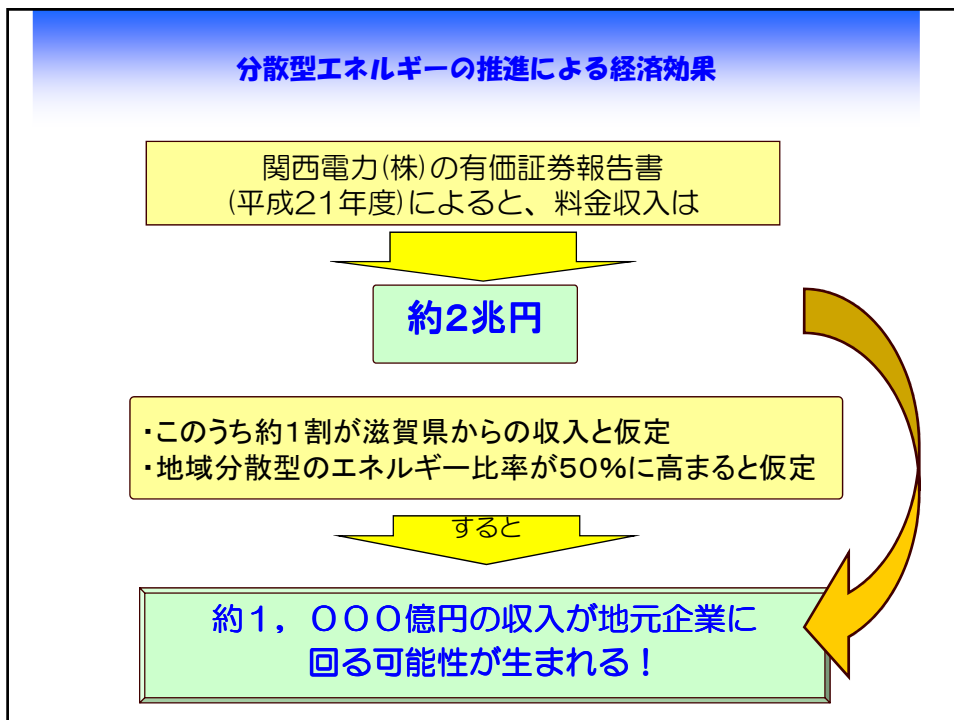 分散型エネルギーの推進による経済効果
関西電力(株)の有価証券報告書
(平成21年度)によると、料金収入は
約2兆円
・このうち約1割が滋賀県からの収入と仮定
・地域分散型のエネルギー比率が50%に高まると仮定
すると
約1，000億円の収入が地元企業に
回る可能性が生まれる！